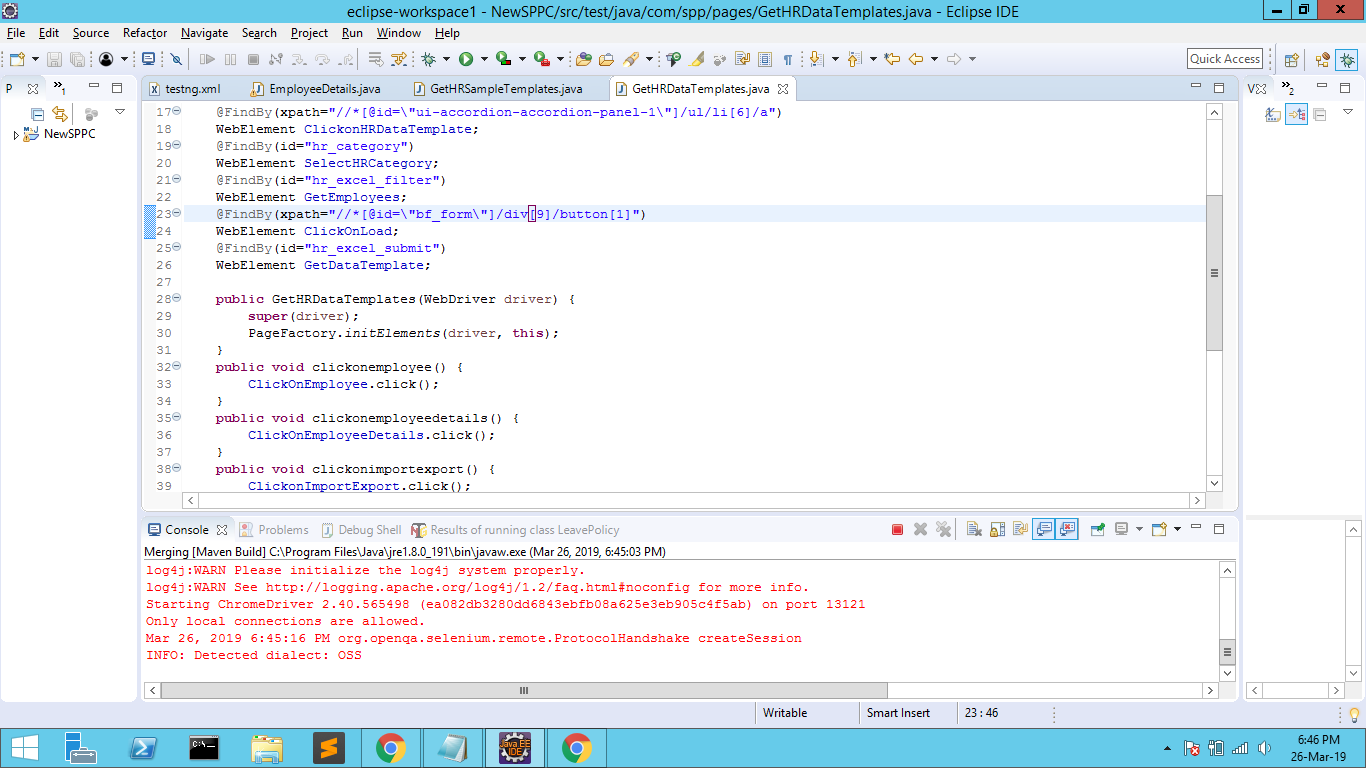 eclipse-workspace1 - NewSPPC/src/test/java/com/spp/pages/GetHRDataTemplates.java - Eclipse IDE
File Edit Source Refactor Navigate Search Project Run Window Help
Quick Access
P
1
testng.xml EmployeeDetails.java GetHRSampleTemplates.java GetHRDataTemplates.java
V
2
NewSPPC
17 @FindBy(xpath="//*[@id=\"ui-accordion-accordion-panel-1\"]/ul/li[6]/a")
18 WebElement ClickonHRDataTemplate;
19 @FindBy(id="hr_category")
20 WebElement SelectHRCategory;
21 @FindBy(id="hr_excel_filter")
22 WebElement GetEmployees;
23 @FindBy(xpath="//*[@id=\"bf_form\"]/div[9]/button[1]")
24 WebElement ClickOnLoad;
25 @FindBy(id="hr_excel_submit")
26 WebElement GetDataTemplate;
27
28 public GetHRDataTemplates(WebDriver driver) {
29 super(driver);
30 PageFactory.initElements(driver, this);
31 }
32 public void clickonemployee() {
33 ClickOnEmployee.click();
34 }
35 public void clickonemployeedetails() {
36 ClickOnEmployeeDetails.click();
37 }
38 public void clickonimportexport() {
39 ClickonImportExport.click();
Console Problems Debug Shell Results of running class LeavePolicy
Merging [Maven Build] C:\Program Files\Java\jre1.8.0_191\bin\javaw.exe (Mar 26, 2019, 6:45:03 PM)
log4j:WARN Please initialize the log4j system properly.
log4j:WARN See http://logging.apache.org/log4j/1.2/faq.html#noconfig for more info.
Starting ChromeDriver 2.40.565498 (ea082db3280dd6843ebfb08a625e3eb905c4f5ab) on port 13121
Only local connections are allowed.
Mar 26, 2019 6:45:16 PM org.openqa.selenium.remote.ProtocolHandshake createSession
INFO: Detected dialect: OSS
Writable Smart Insert 23 : 46
Java EE
IDE
6:46 PM
26-Mar-19